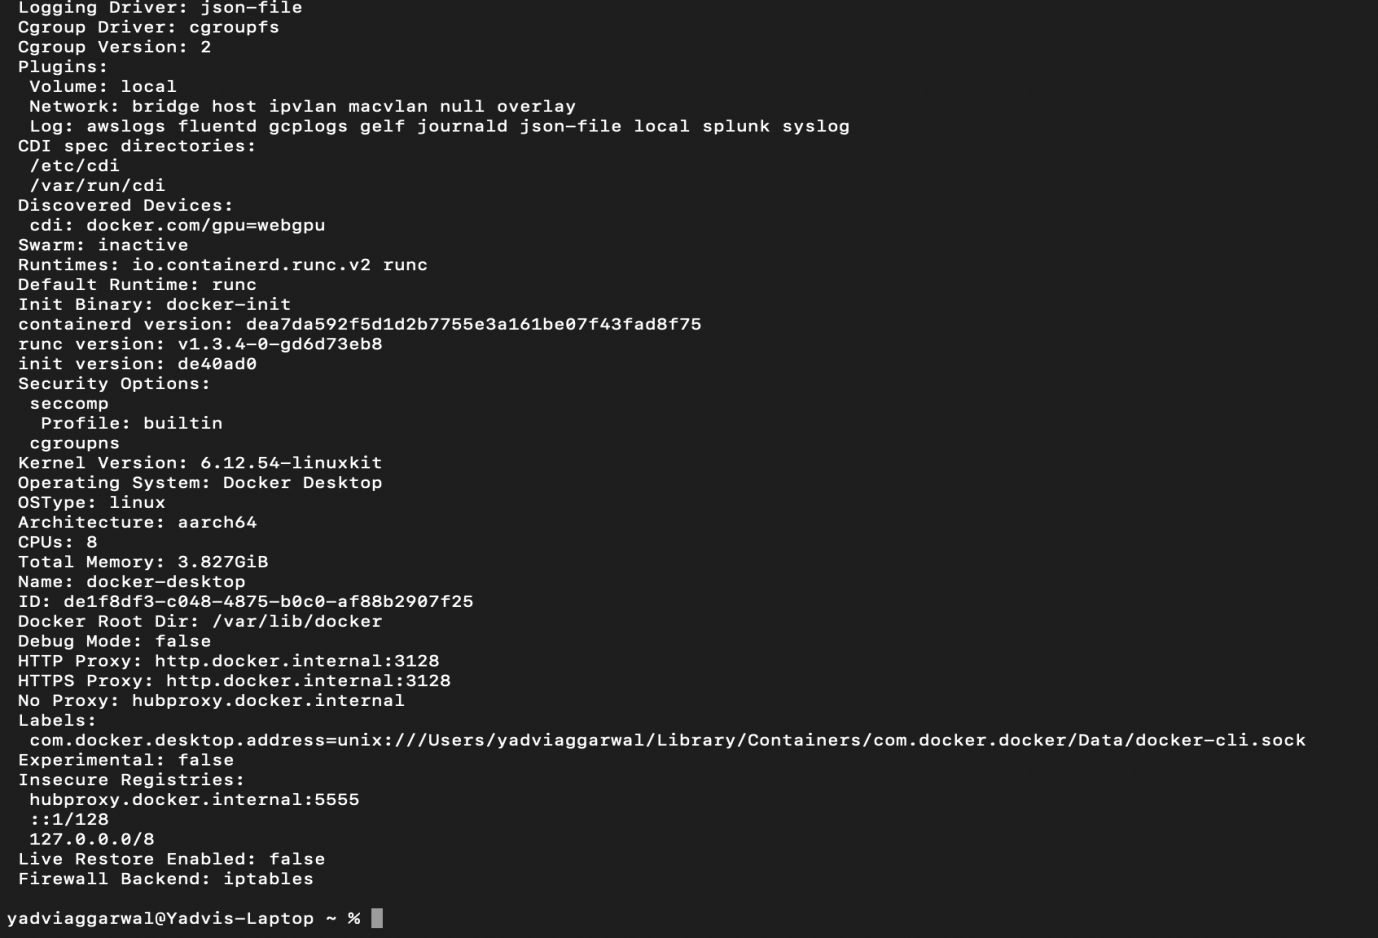 Logging Driver: json-file
Cgroup Driver: cgroupfs
Cgroup Version: 2
Plugins:
Volume: local
Network: bridge host ipvlan macvlan null overlay
Log: awslogs fluentd gcplogs gelf journald json-file local splunk syslog
CDI spec directories:
/etc/cdi
/var/run/cdi
Discovered Devices:
cdi: docker.com/gpu=webgpu
Swarm: inactive
Runtimes: io.containerd.runc.v2 runc
Default Runtime: runc
Init Binary: docker-init
containerd version: dea7da592f5d1d2b7755e3a161be07f43fad8f75
runc version: v1.3.4-0-gd6d73eb8
init version: de40ad0
Security Options:
seccomp
Profile: builtin
cgroupns
Kernel Version: 6.12.54-linuxkit
Operating System: Docker Desktop
OSType: linux
Architecture: aarch64
CPUs: 8
Total Memory: 3.827GiB
Name: docker-desktop
ID: de1f8df3-c048-4875-b0c0-af88b2907f25
Docker Root Dir: /var/lib/docker
Debug Mode: false
HTTP Proxy: http.docker.internal:3128
HTTPS Proxy: http.docker.internal:3128
No Proxy: hubproxy.docker.internal
Labels:
com.docker.desktop.address=unix:///Users/yadviaggarwal/Library/Containers/com.docker.docker/Data/docker-cli.sock
Experimental: false
Insecure Registries:
hubproxy.docker.internal:5555
::1/128
127.0.0.0/8
Live Restore Enabled: false
Firewall Backend: iptables
yadviaggarwal@Yadvis-Laptop ~ %